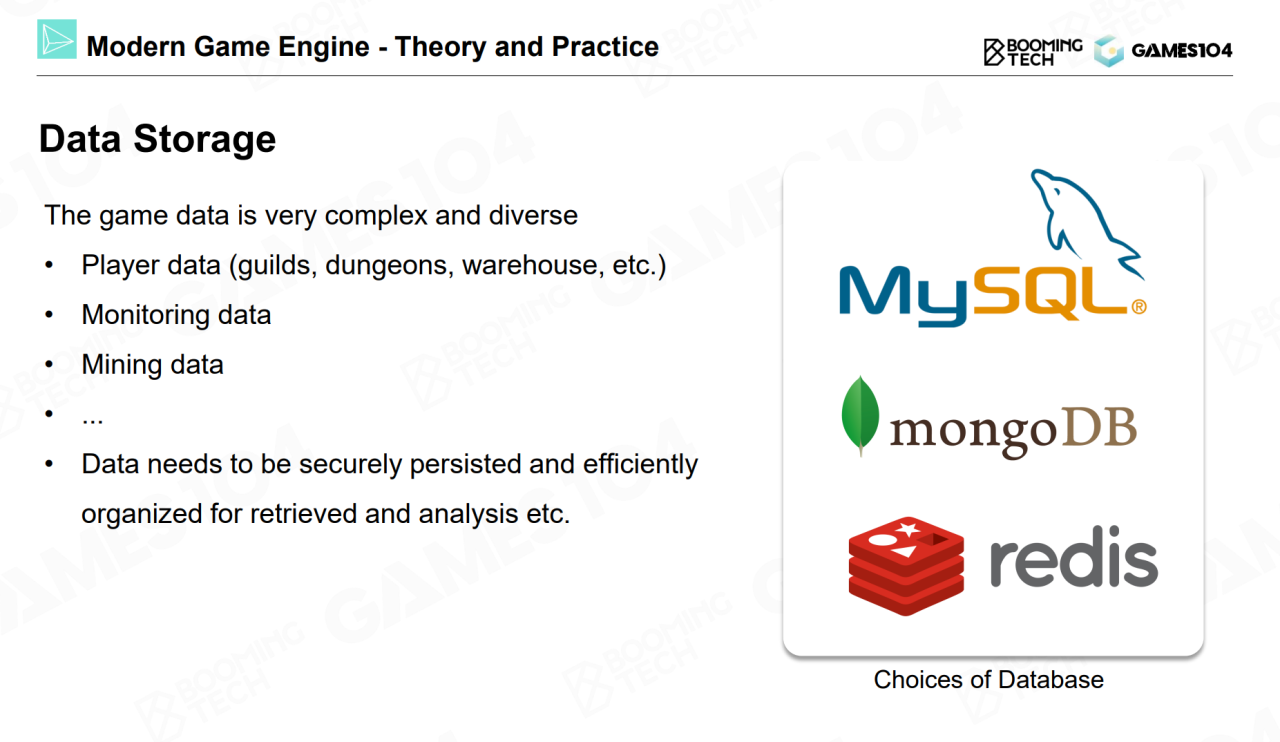 Modern Game Engine - Theory and Practice
BOOMING
TECH
GAMES104
Data Storage
The game data is very complex and diverse
• Player data (guilds, dungeons, warehouse, etc.)
• Monitoring data
• Mining data
• ...
• Data needs to be securely persisted and efficiently
organized for retrieved and analysis etc.
MySQL®
mongoDB
redis
Choices of Database